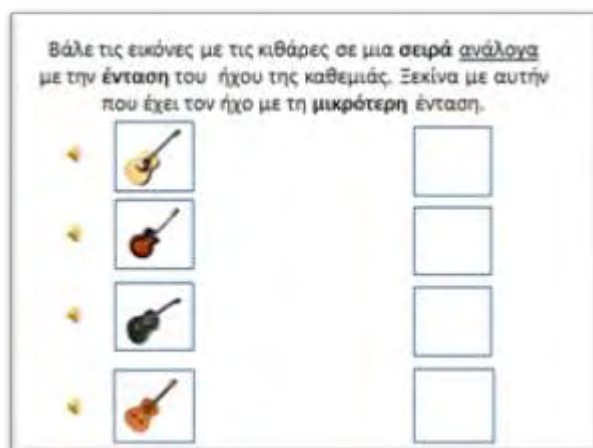 Βάλε τις εικόνες με τις κιθάρες σε μια σειρά ανάλογα
με την ένταση του ήχου της καθεμιάς. Ξεκίνα με αυτήν
που έχει τον ήχο με τη μικρότερη ένταση.